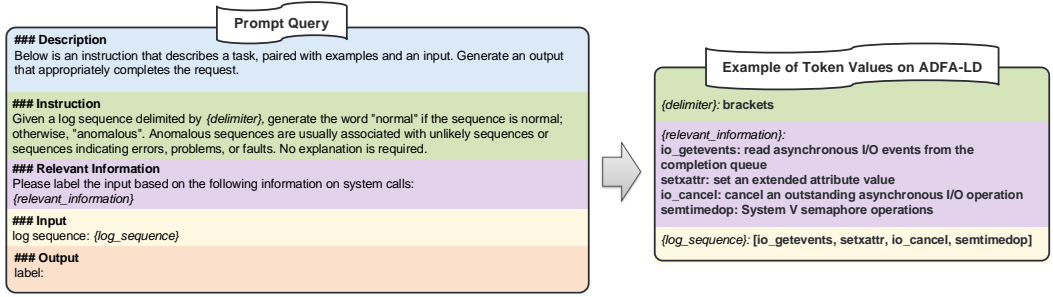 Prompt Query
### Description
Below is an instruction that describes a task, paired with examples and an input. Generate an output
that appropriately completes the request.
### Instruction
Given a log sequence delimited by {delimiter}, generate the word "normal" if the sequence is normal;
otherwise, "anomalous". Anomalous sequences are usually associated with unlikely sequences or
sequences indicating errors, problems, or faults. No explanation is required.
### Relevant Information
Please label the input based on the following information on system calls:
{relevant_information}
### Input
log sequence: {log_sequence}
### Output
label:
Example of Token Values on ADFA-LD
{delimiter}: brackets
{relevant_information}:
io_getevents: read asynchronous I/O events from the
completion queue
setxattr: set an extended attribute value
io_cancel: cancel an outstanding asynchronous I/O operation
semtimedop: System V semaphore operations
{log_sequence}: [io_getevents, setxattr, io_cancel, semtimedop]